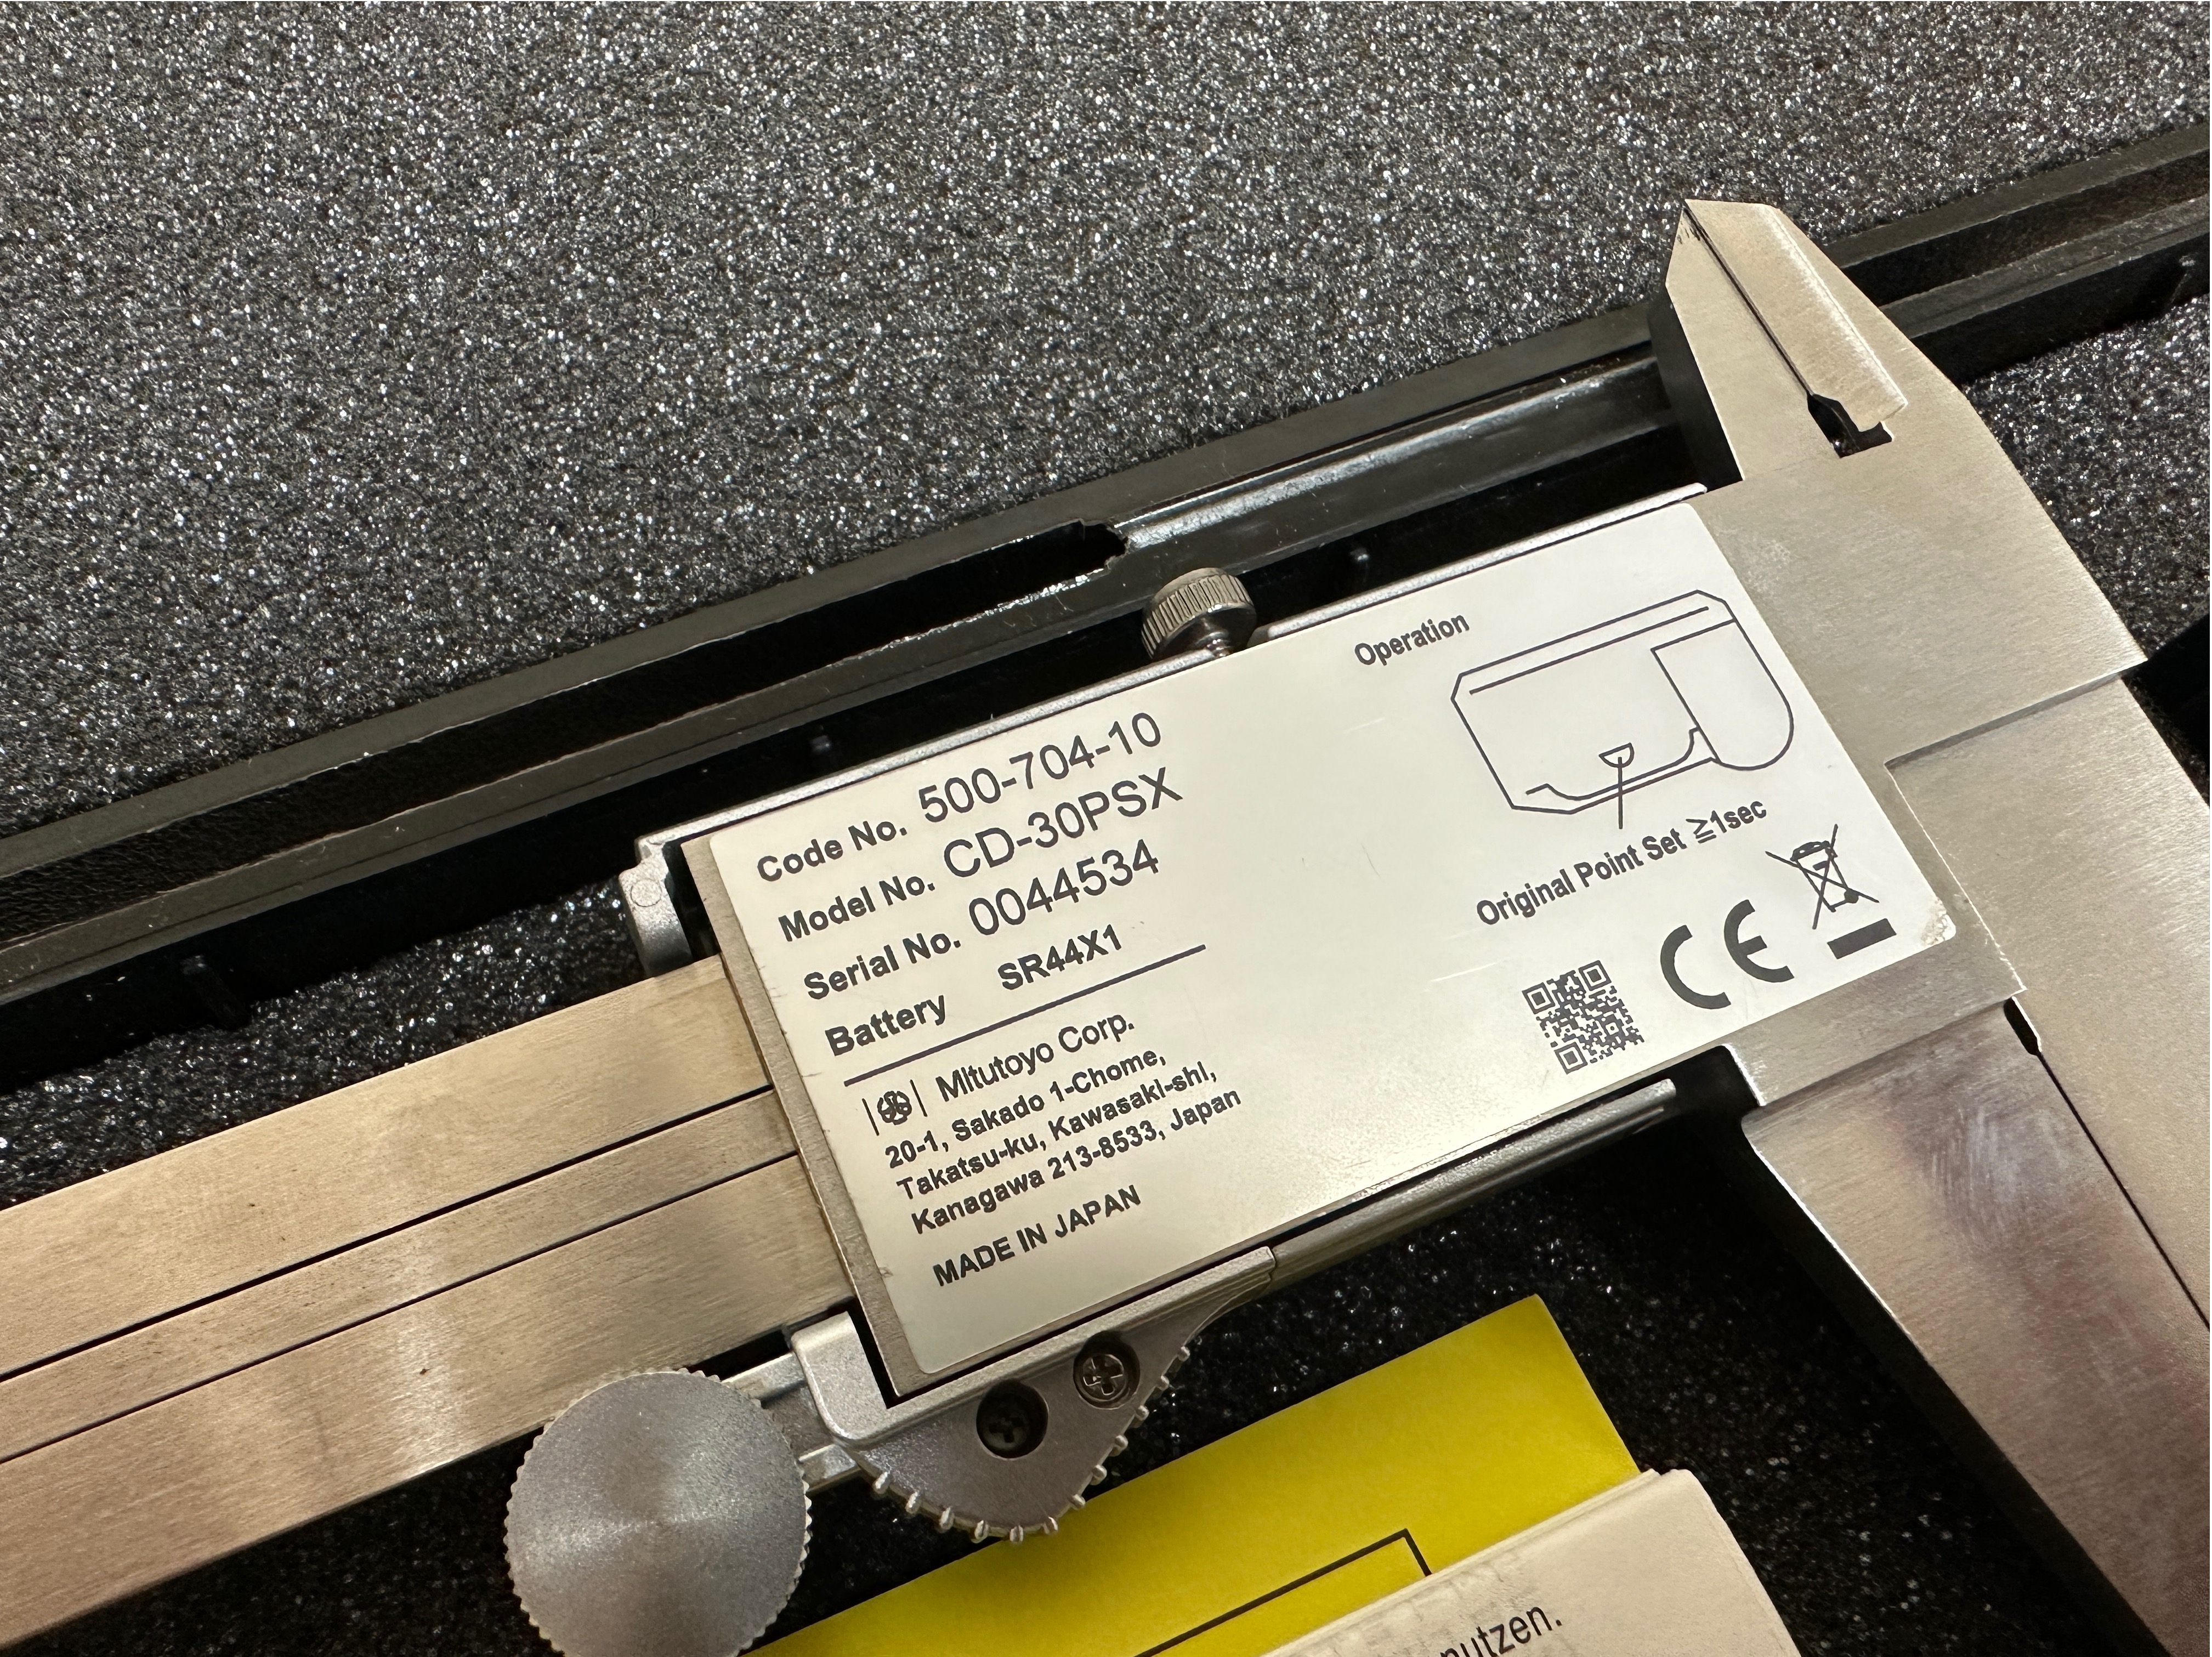 Operation
Code No. 500-704-10
Model No. CD-30PSX
Serial No. 0044534
Battery SR44X1
Mitutoyo Corp.
20-1, Sakado 1-Chome,
Takatsu-ku, Kawasaki-shi,
Kanagawa 213-8533, Japan
MADE IN JAPAN
Original Point Set ≧1sec
CE
nutzen.